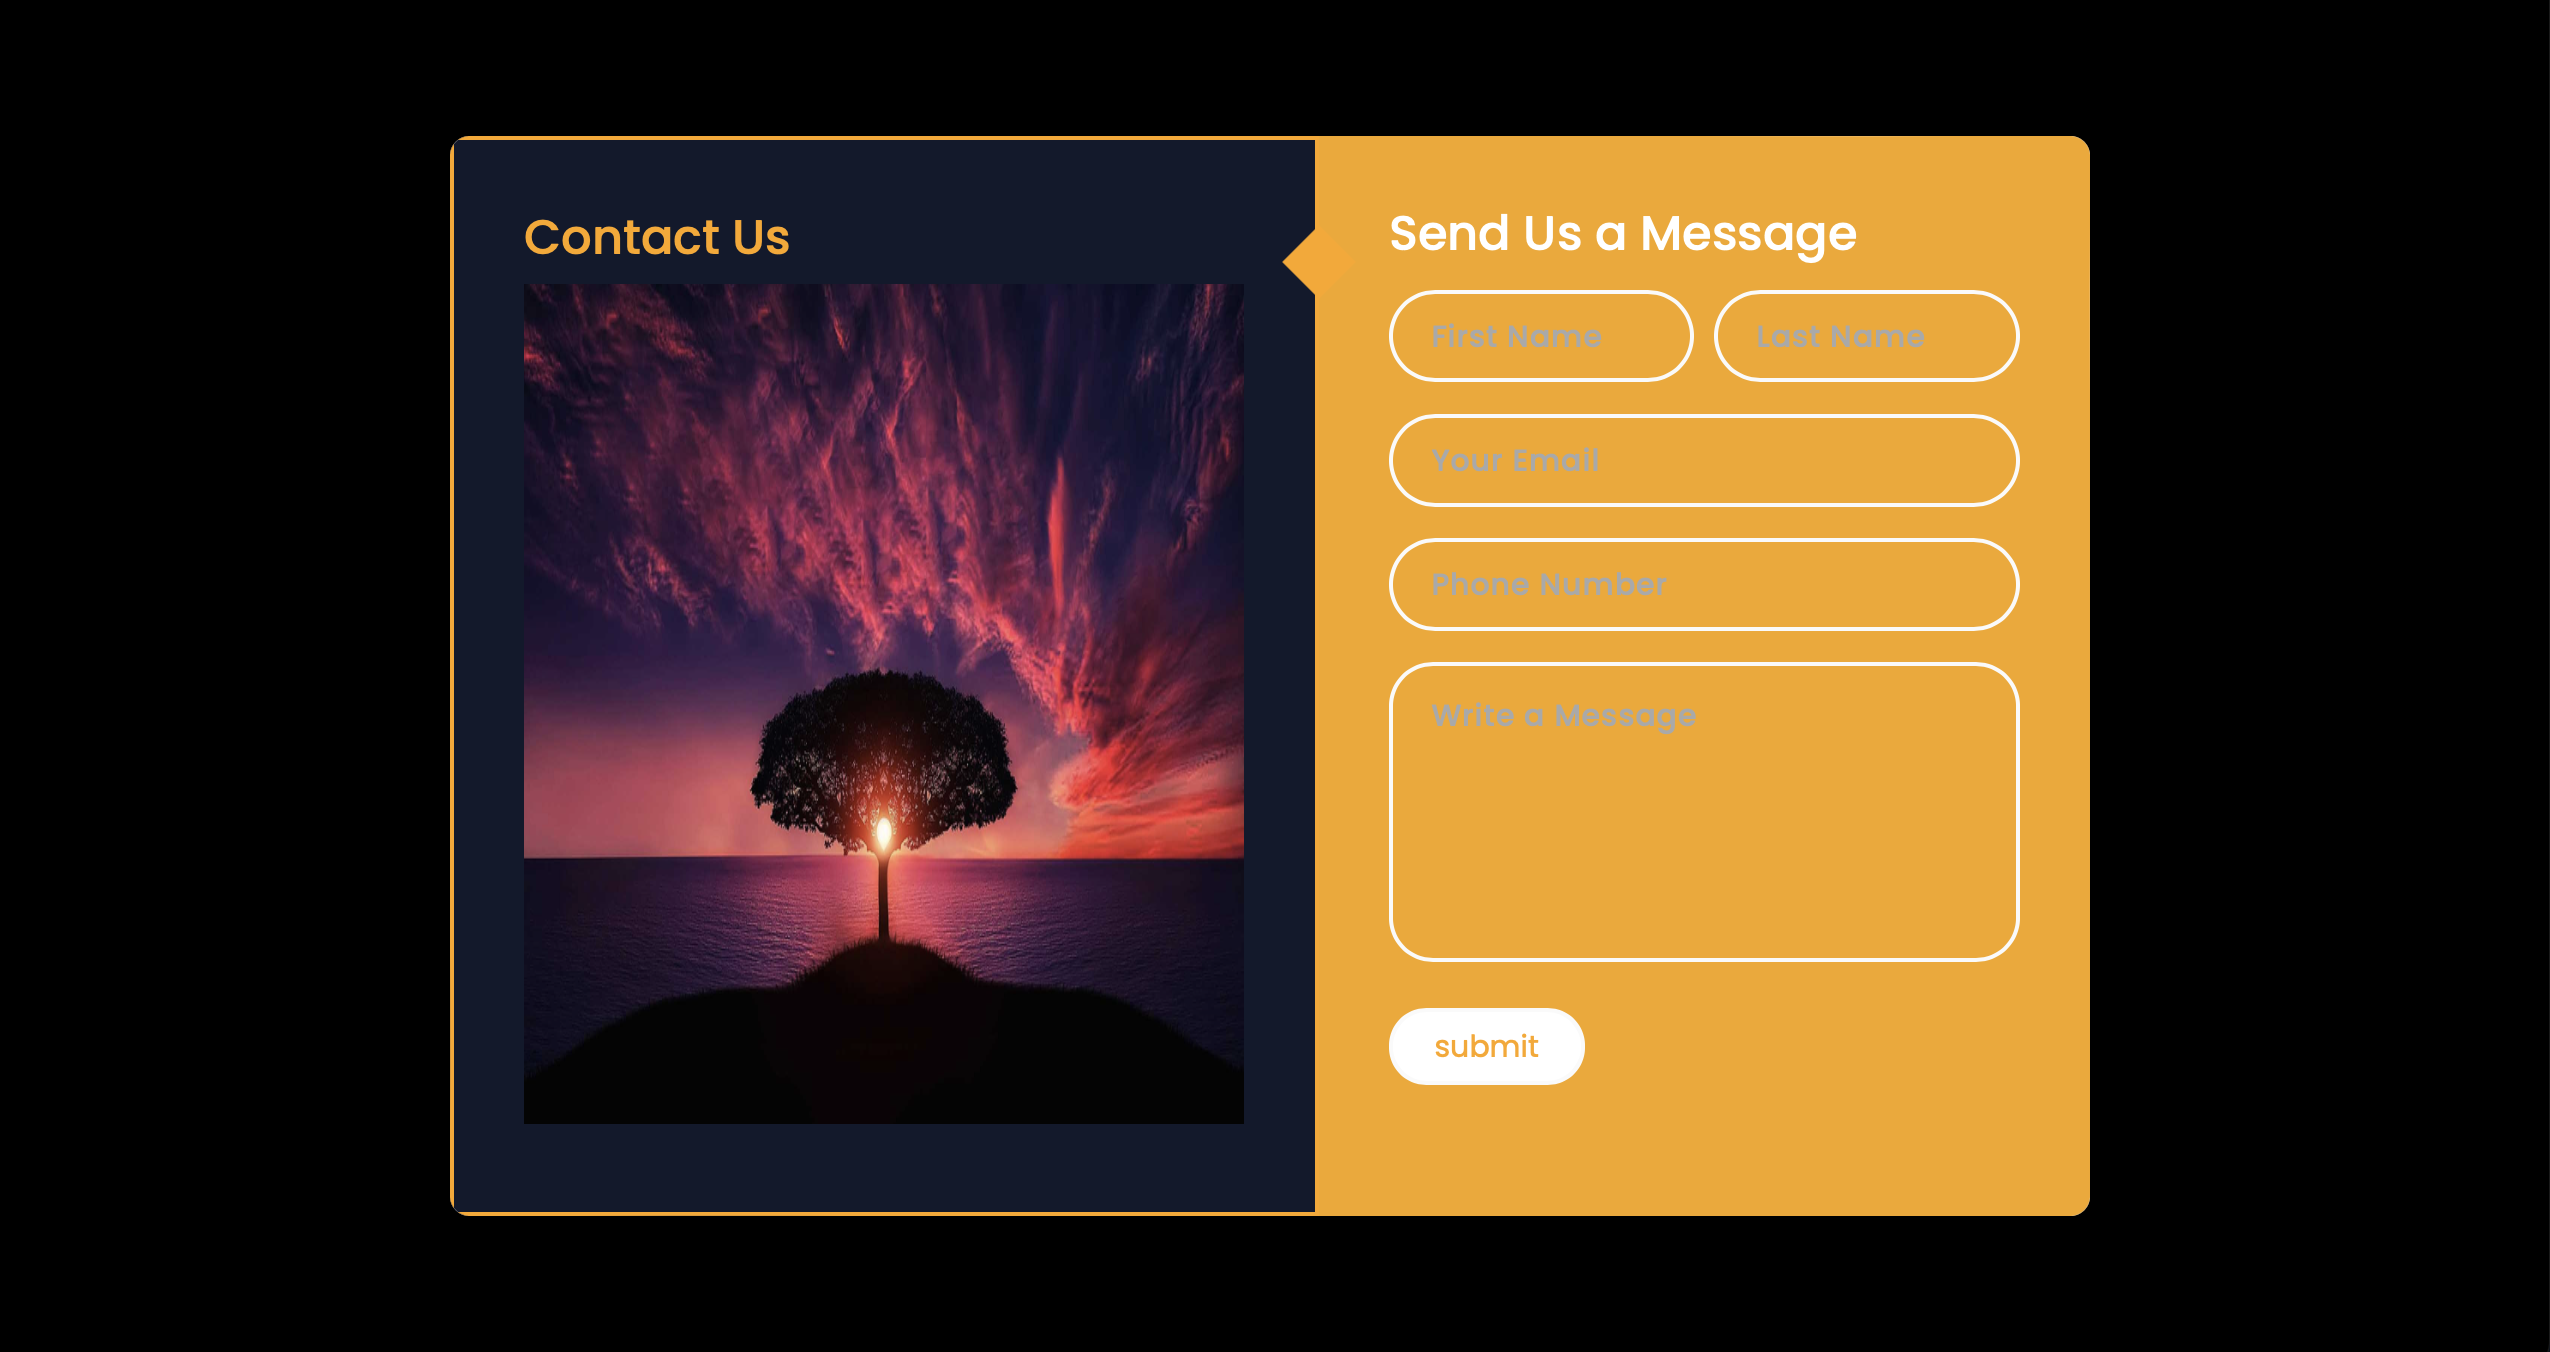 Contact Us
Send Us a Message
First Name
Last Name
Your Email
Phone Number
Write a Message
submit